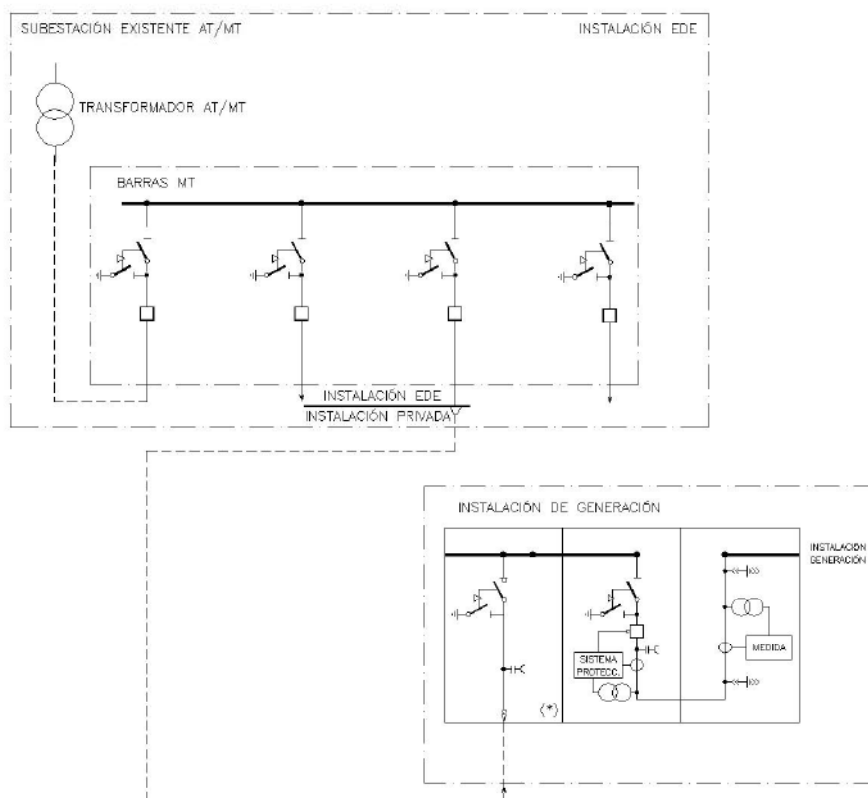 SUBESTACIÓN EXISTENTE AT/MT
INSTALACIÓN EDE
TRANSFORMADOR AT/MT
BARRAS MT
INSTALACIÓN EDE
INSTALACIÓN PRIVADA
INSTALACIÓN DE GENERACIÓN
INSTALACIÓN
GENERACIÓN
MEDIDA
SISTEMA
PROTECC.
(*)